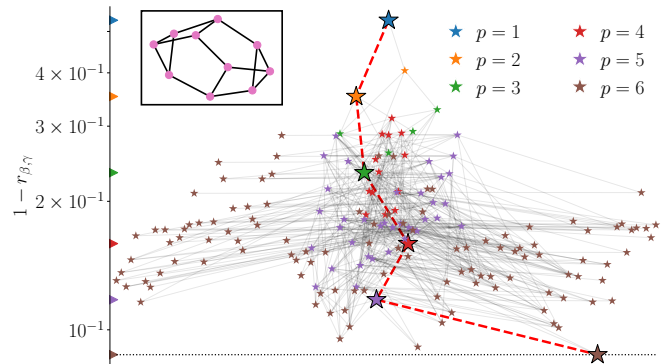 1 − r_{β,γ}
4 × 10⁻¹
3 × 10⁻¹
2 × 10⁻¹
10⁻¹
p = 1
p = 2
p = 3
p = 4
p = 5
p = 6